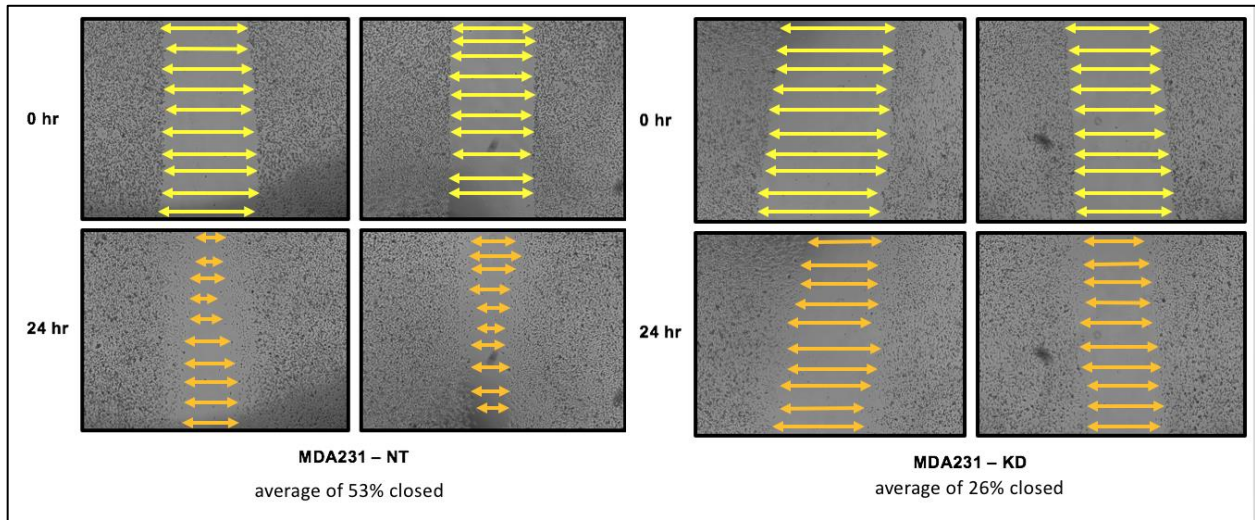 0 hr
0 hr
24 hr
24 hr
MDA231 – NT
average of 53% closed
MDA231 – KD
average of 26% closed